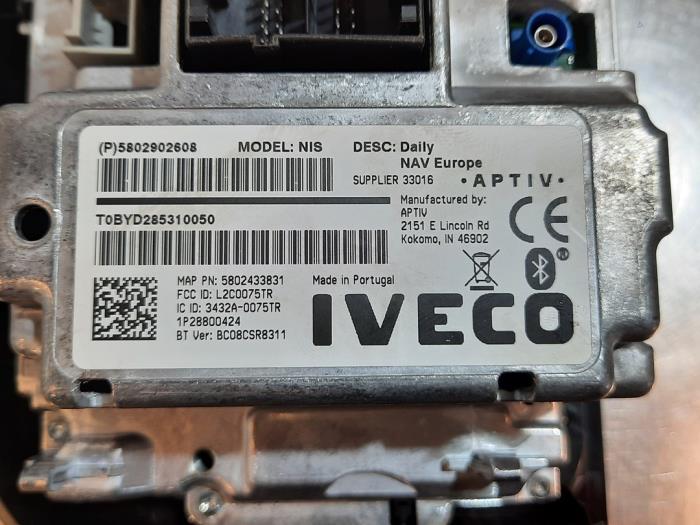 (P)5802902608 MODEL: NIS DESC: Daily
NAV Europe
SUPPLIER 33016 • APTIV •
T0BYD285310050
Manufactured by:
APTIV
2151 E Lincoln Rd
Kokomo, IN 46902
CE
MAP PN: 5802433831
FCC ID: L2C0075TR
IC ID: 3432A-0075TR
1P28800424
BT Ver: BC08CSR8311
Made in Portugal
IVECO